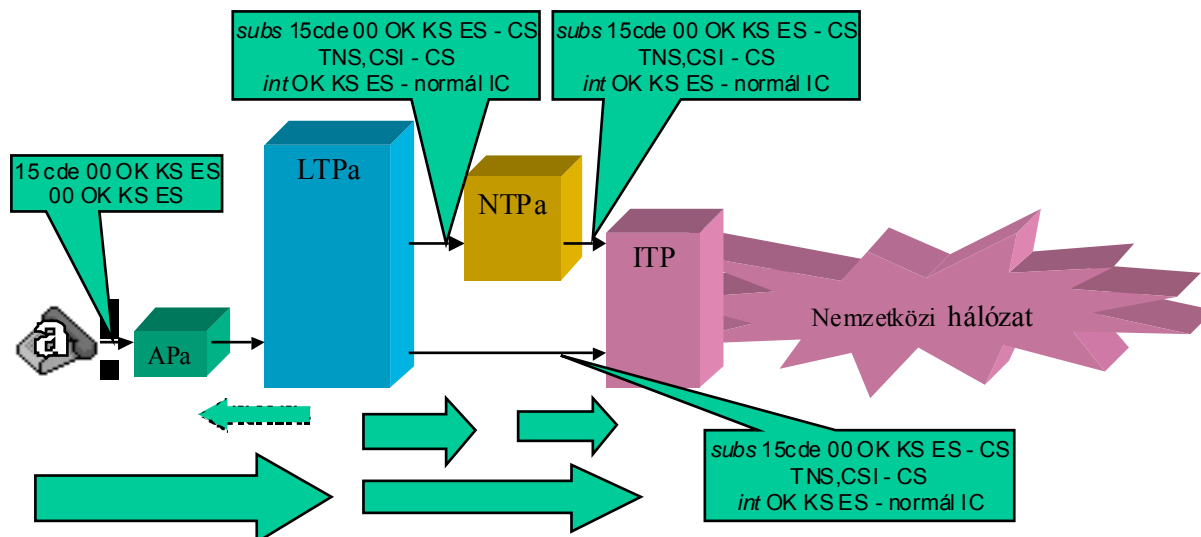 subs 15cde 00 OK KS ES - CS
TNS,CSI - CS
int OK KS ES - normál IC
subs 15cde 00 OK KS ES - CS
TNS,CSI - CS
int OK KS ES - normál IC
15 cde 00 OK KS ES
00 OK KS ES
LTPa
NTPa
ITP
Nemzetközi hálózat
a
APa
subs 15cde 00 OK KS ES - CS
TNS,CSI - CS
int OK KS ES - normál IC